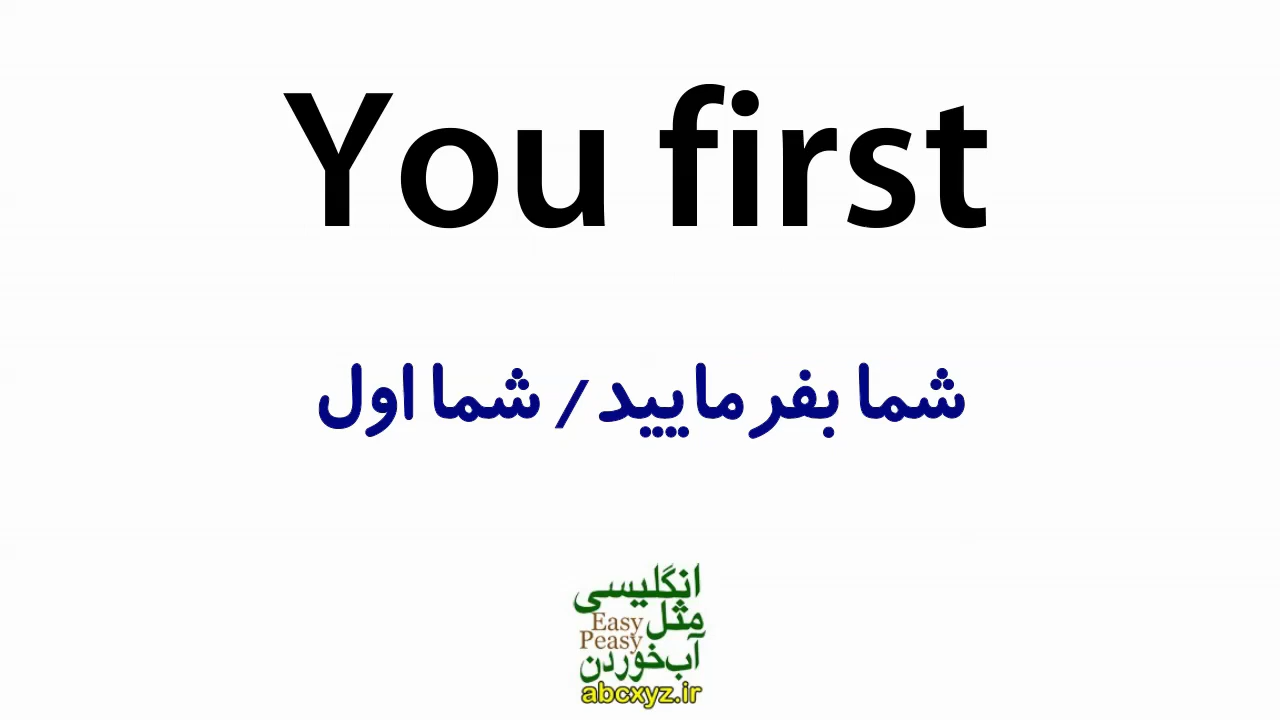 You first
شما بفرمایید / شما اول
انگلیسی
مثل
Easy
Peasy
آب‌خوردن
abcxyz.ir